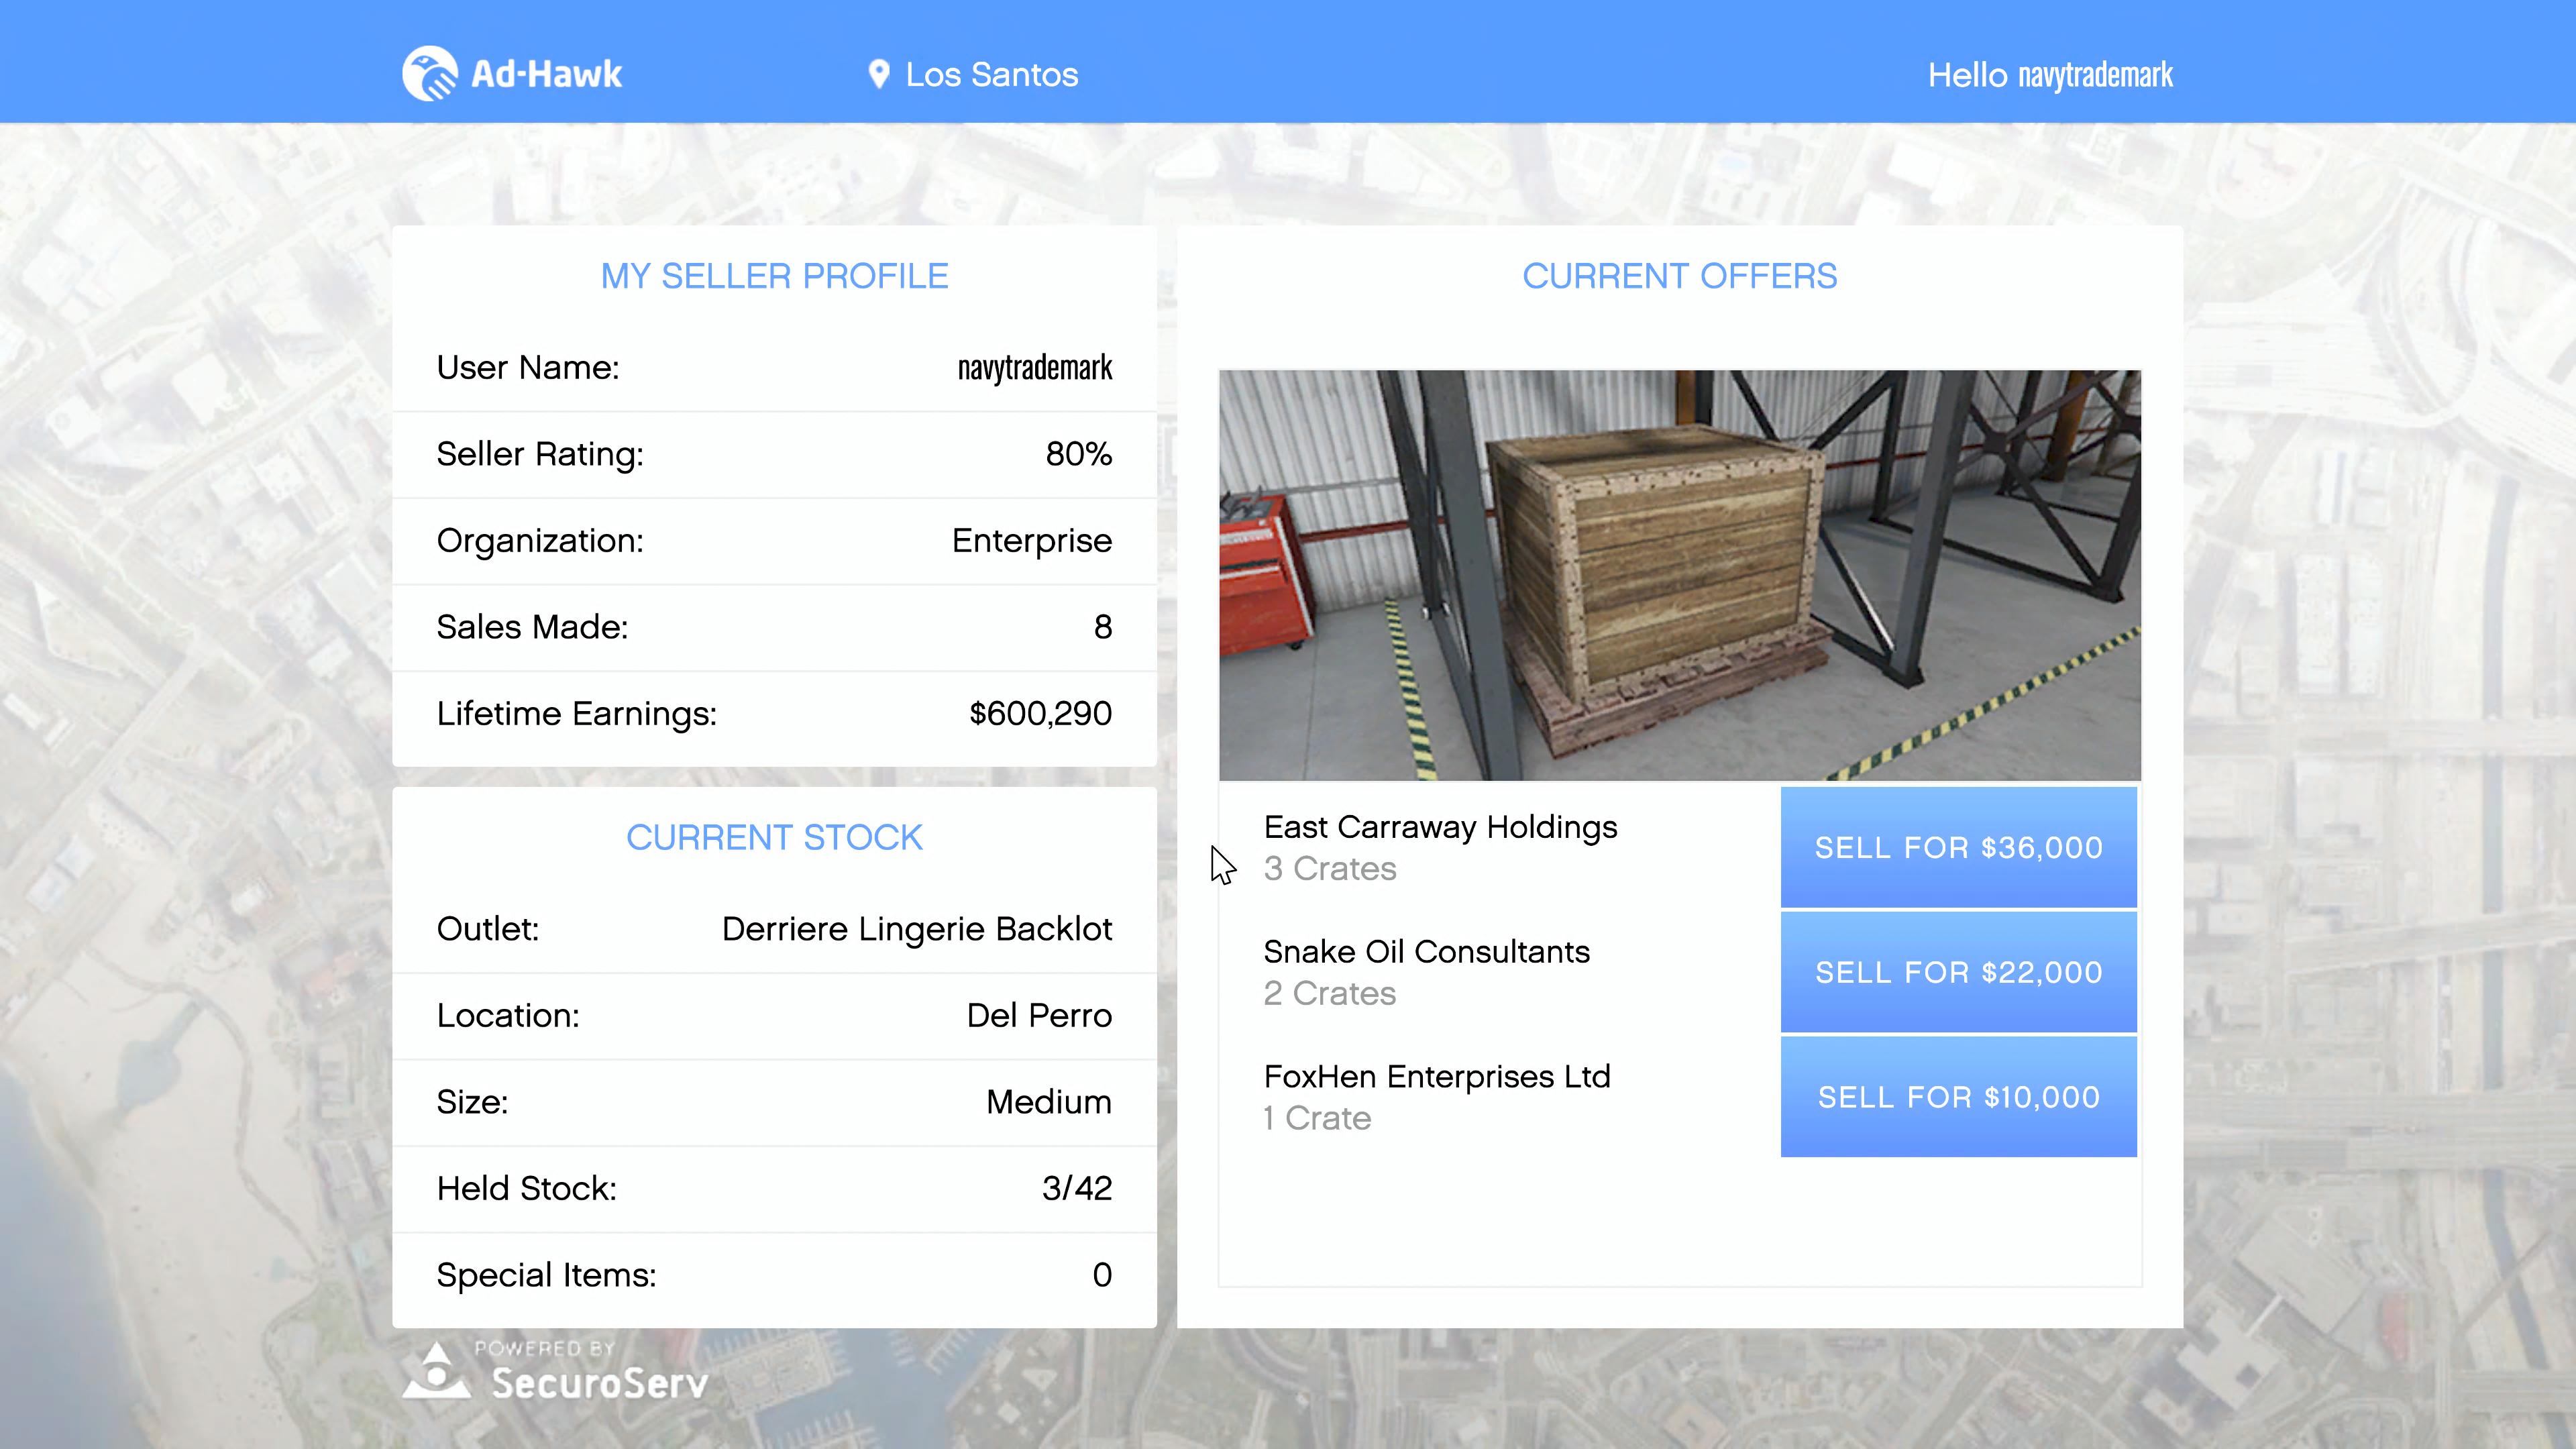 Ad-Hawk
Los Santos
Hello navytrademark
MY SELLER PROFILE
User Name: navytrademark
Seller Rating: 80%
Organization: Enterprise
Sales Made: 8
Lifetime Earnings: $600,290
CURRENT STOCK
Outlet: Derriere Lingerie Backlot
Location: Del Perro
Size: Medium
Held Stock: 3/42
Special Items: 0
CURRENT OFFERS
East Carraway Holdings
3 Crates
SELL FOR $36,000
Snake Oil Consultants
2 Crates
SELL FOR $22,000
FoxHen Enterprises Ltd
1 Crate
SELL FOR $10,000
POWERED BY
SecuroServ